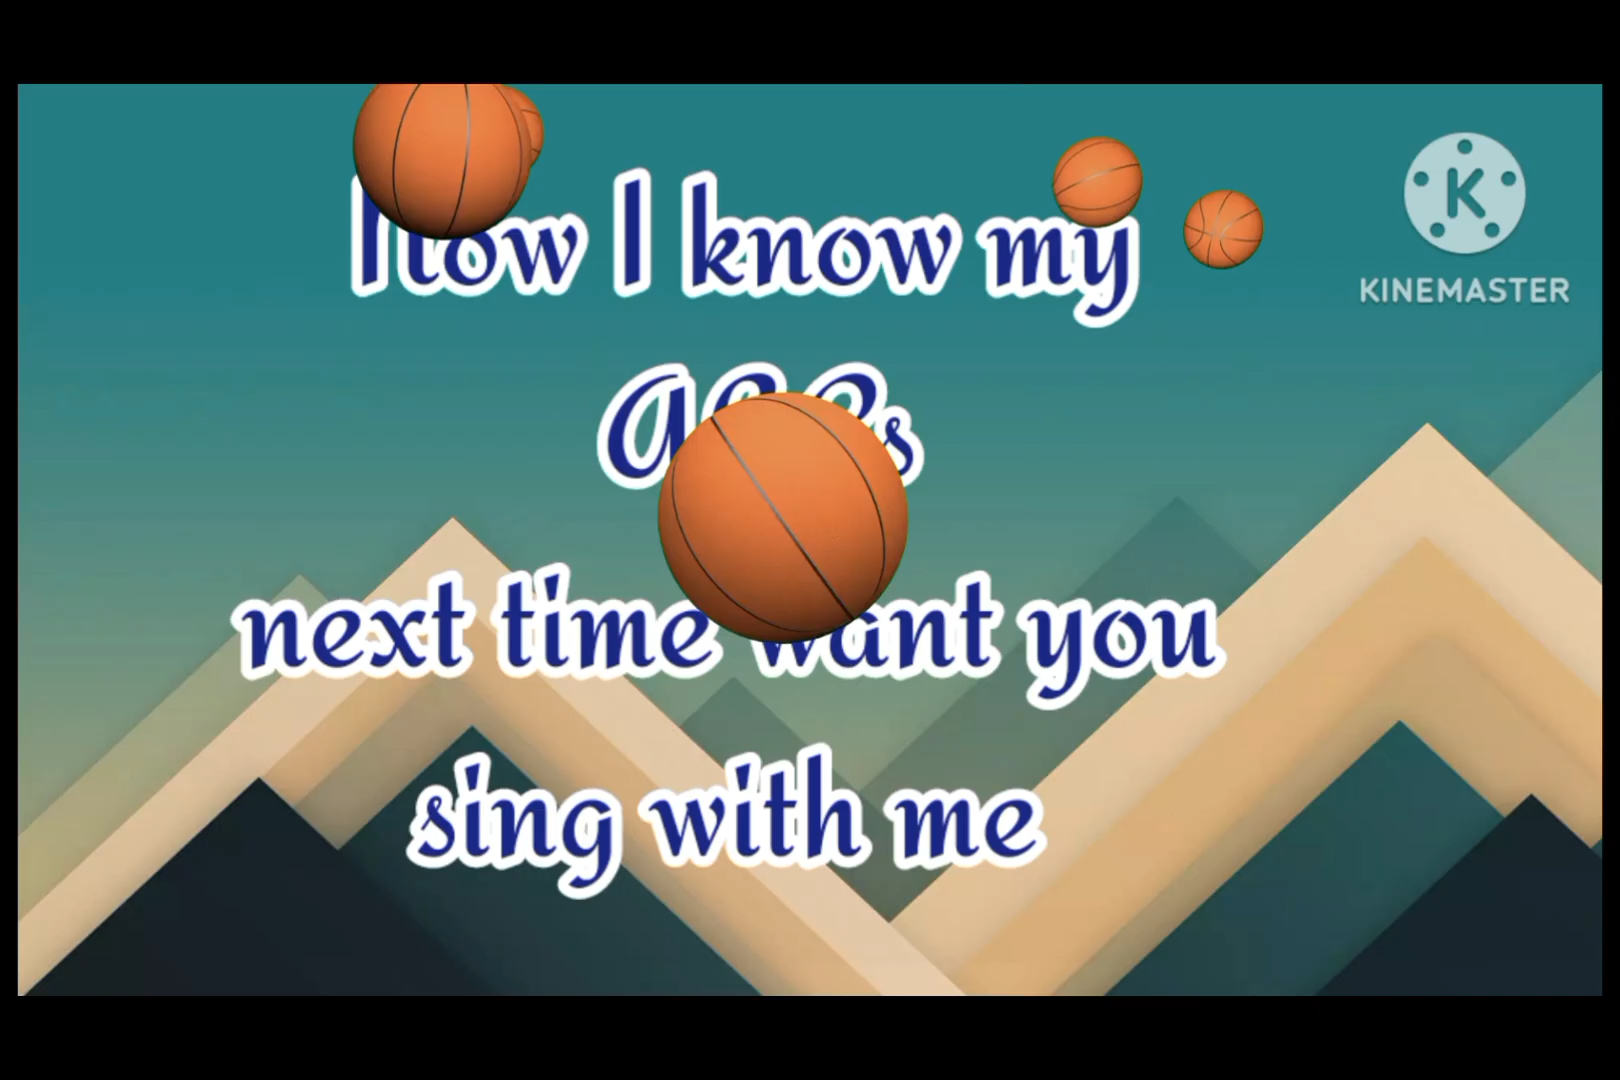 Now I know my
ABCs
next time want you
sing with me
K
KINEMASTER